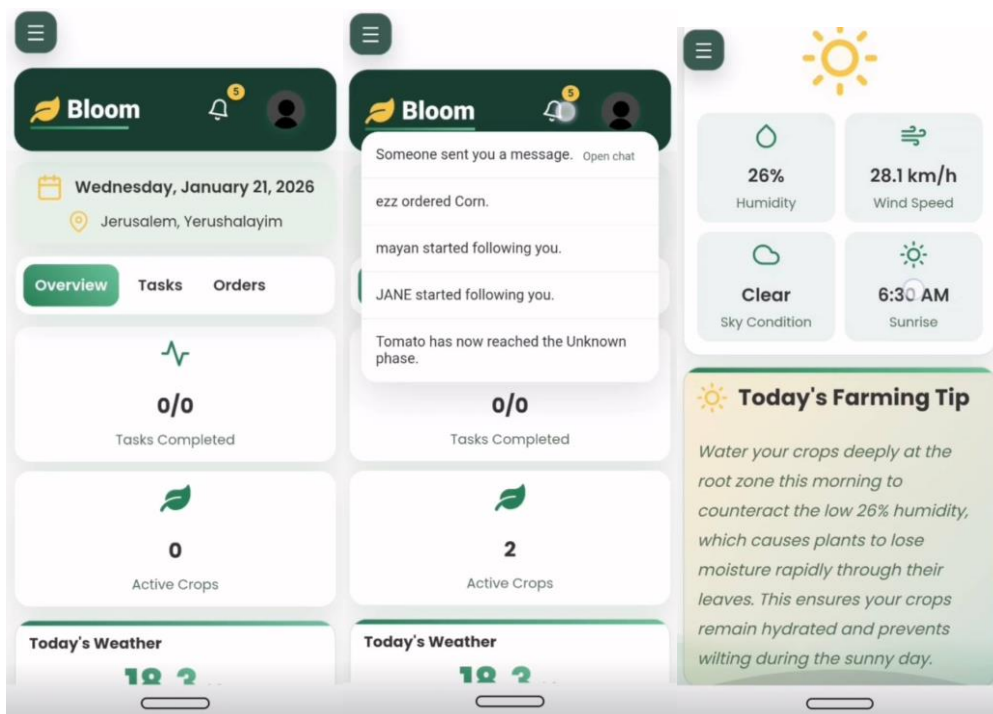 5
Bloom
Wednesday, January 21, 2026
Jerusalem, Yerushalayim
Overview Tasks Orders
0/0
Tasks Completed
0
Active Crops
Today's Weather
18.3
5
Bloom
Someone sent you a message. Open chat
ezz ordered Corn.
mayan started following you.
JANE started following you.
Tomato has now reached the Unknown
phase.
0/0
Tasks Completed
2
Active Crops
Today's Weather
18.3
26%
Humidity
28.1 km/h
Wind Speed
Clear
Sky Condition
6:30 AM
Sunrise
Today's Farming Tip
Water your crops deeply at the
root zone this morning to
counteract the low 26% humidity,
which causes plants to lose
moisture rapidly through their
leaves. This ensures your crops
remain hydrated and prevents
wilting during the sunny day.